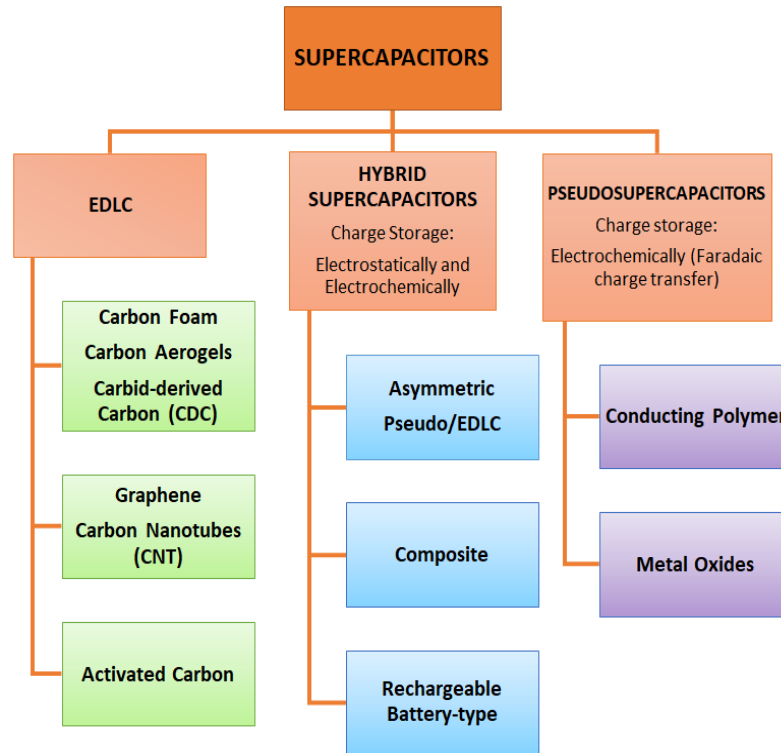 SUPERCAPACITORS
EDLC
Carbon Foam
Carbon Aerogels
Carbid-derived
Carbon (CDC)
Graphene
Carbon Nanotubes
(CNT)
Activated Carbon
HYBRID
SUPERCAPACITORS
Charge Storage:
Electrostatically and
Electrochemically
Asymmetric
Pseudo/EDLC
Composite
Rechargeable
Battery-type
PSEUDOSUPERCAPACITORS
Charge storage:
Electrochemically (Faradaic
charge transfer)
Conducting Polymer
Metal Oxides